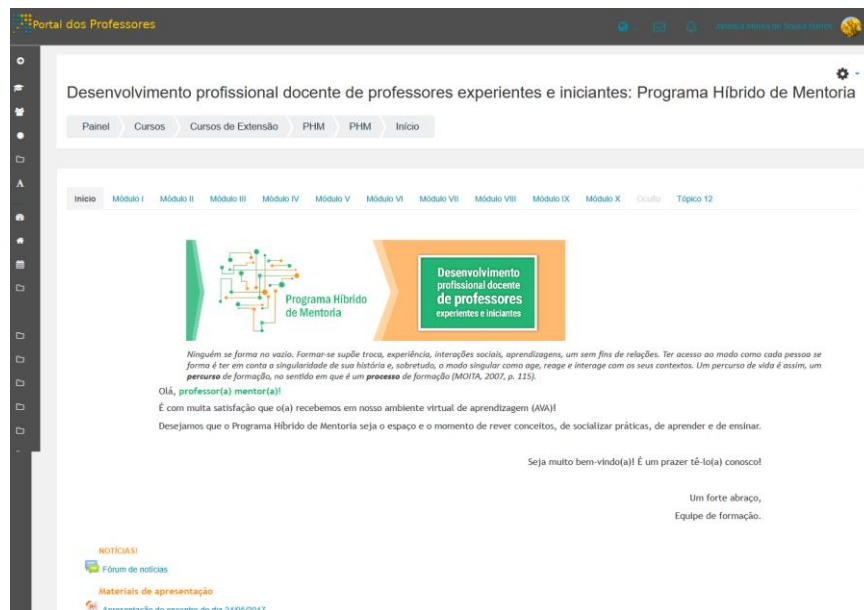 Portal dos Professores
Desenvolvimento profissional docente de professores experientes e iniciantes: Programa Híbrido de Mentoria
Painel Cursos Cursos de Extensão PHM PHM Início
Início Módulo I Módulo II Módulo III Módulo IV Módulo V Módulo VI Módulo VII Módulo VIII Módulo IX Módulo X Oculto Tópico 12
Programa Híbrido
de Mentoria
Desenvolvimento
profissional docente
de professores
experientes e iniciantes
Ninguém se forma no vazio. Formar-se supõe troca, experiência, interações sociais, aprendizagens, um sem fins de relações. Ter acesso ao modo como cada pessoa se
forma é ter em conta a singularidade de sua história e, sobretudo, o modo singular como age, reage e interage com os seus contextos. Um percurso de vida é assim, um
percurso de formação, no sentido em que é um processo de formação (MOITA, 2007, p. 115).
Olá, professor(a) mentor(a)!
É com muita satisfação que o(a) recebemos em nosso ambiente virtual de aprendizagem (AVA)!
Desejamos que o Programa Híbrido de Mentoria seja o espaço e o momento de rever conceitos, de socializar práticas, de aprender e de ensinar.
Seja muito bem-vindo(a)! É um prazer tê-lo(a) conosco!
Um forte abraço,
Equipe de formação.
NOTÍCIAS!
Fórum de notícias
Materiais de apresentação
Apresentação do encontro do dia 24/05/2017